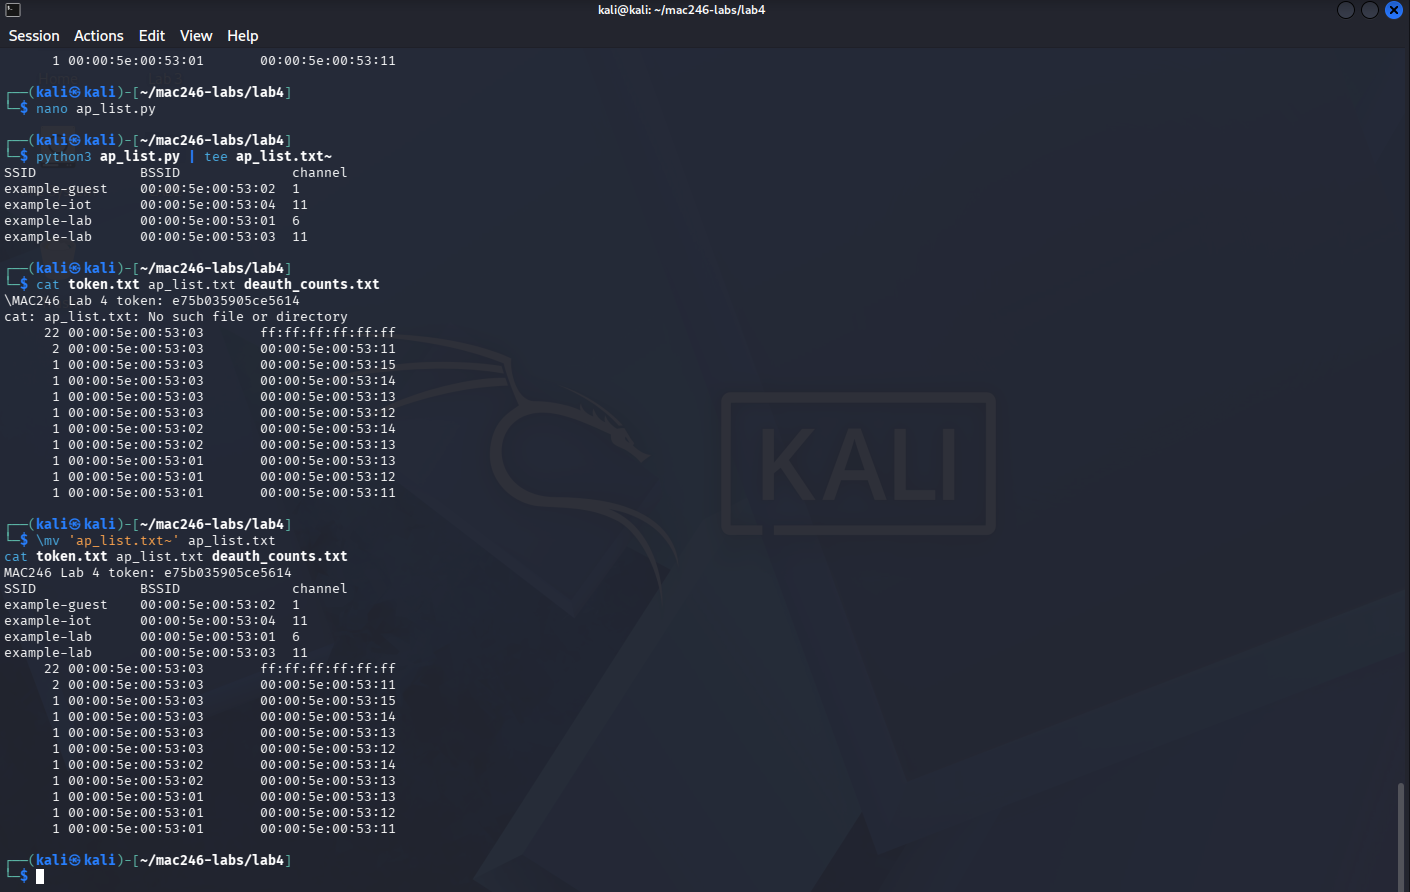 kali@kali: ~/mac246-labs/lab4
Session Actions Edit View Help
      1 00:00:5e:00:53:01       00:00:5e:00:53:11
┌──(kali㉿kali)-[~/mac246-labs/lab4]
└─$ nano ap_list.py
┌──(kali㉿kali)-[~/mac246-labs/lab4]
└─$ python3 ap_list.py | tee ap_list.txt~
SSID             BSSID              channel
example-guest    00:00:5e:00:53:02  1
example-iot      00:00:5e:00:53:04  11
example-lab      00:00:5e:00:53:01  6
example-lab      00:00:5e:00:53:03  11
┌──(kali㉿kali)-[~/mac246-labs/lab4]
└─$ cat token.txt ap_list.txt deauth_counts.txt
\MAC246 Lab 4 token: e75b035905ce5614
cat: ap_list.txt: No such file or directory
     22 00:00:5e:00:53:03       ff:ff:ff:ff:ff:ff
      2 00:00:5e:00:53:03       00:00:5e:00:53:11
      1 00:00:5e:00:53:03       00:00:5e:00:53:15
      1 00:00:5e:00:53:03       00:00:5e:00:53:14
      1 00:00:5e:00:53:03       00:00:5e:00:53:13
      1 00:00:5e:00:53:03       00:00:5e:00:53:12
      1 00:00:5e:00:53:02       00:00:5e:00:53:14
      1 00:00:5e:00:53:02       00:00:5e:00:53:13
      1 00:00:5e:00:53:01       00:00:5e:00:53:13
      1 00:00:5e:00:53:01       00:00:5e:00:53:12
      1 00:00:5e:00:53:01       00:00:5e:00:53:11
KALI
┌──(kali㉿kali)-[~/mac246-labs/lab4]
└─$ \mv 'ap_list.txt~' ap_list.txt
cat token.txt ap_list.txt deauth_counts.txt
MAC246 Lab 4 token: e75b035905ce5614
SSID             BSSID              channel
example-guest    00:00:5e:00:53:02  1
example-iot      00:00:5e:00:53:04  11
example-lab      00:00:5e:00:53:01  6
example-lab      00:00:5e:00:53:03  11
     22 00:00:5e:00:53:03       ff:ff:ff:ff:ff:ff
      2 00:00:5e:00:53:03       00:00:5e:00:53:11
      1 00:00:5e:00:53:03       00:00:5e:00:53:15
      1 00:00:5e:00:53:03       00:00:5e:00:53:14
      1 00:00:5e:00:53:03       00:00:5e:00:53:13
      1 00:00:5e:00:53:03       00:00:5e:00:53:12
      1 00:00:5e:00:53:02       00:00:5e:00:53:14
      1 00:00:5e:00:53:02       00:00:5e:00:53:13
      1 00:00:5e:00:53:01       00:00:5e:00:53:13
      1 00:00:5e:00:53:01       00:00:5e:00:53:12
      1 00:00:5e:00:53:01       00:00:5e:00:53:11
┌──(kali㉿kali)-[~/mac246-labs/lab4]
└─$